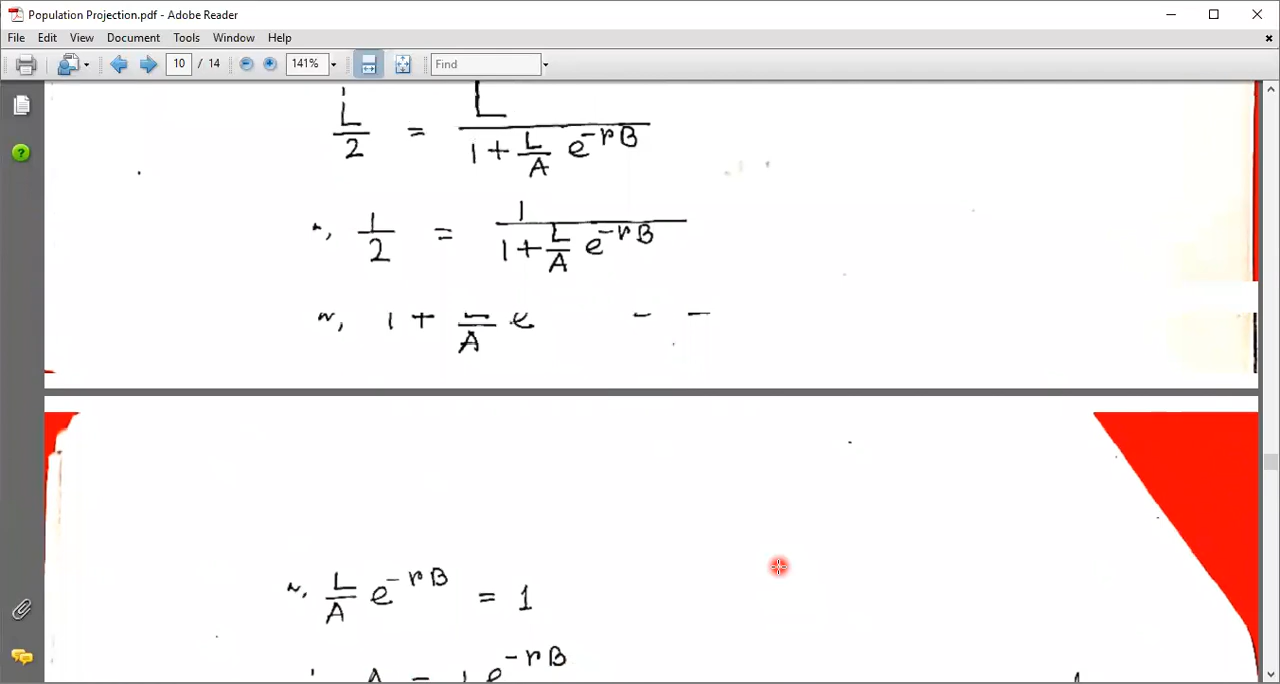 Population Projection.pdf - Adobe Reader
File Edit View Document Tools Window Help
10 / 14 141% Find
L/2 = L/(1 + L/A e^-rB)
~, 1/2 = 1/(1 + L/A e^-rB)
~, 1 + /A e
~, L/A e^-rB = 1
A = L e^-rB